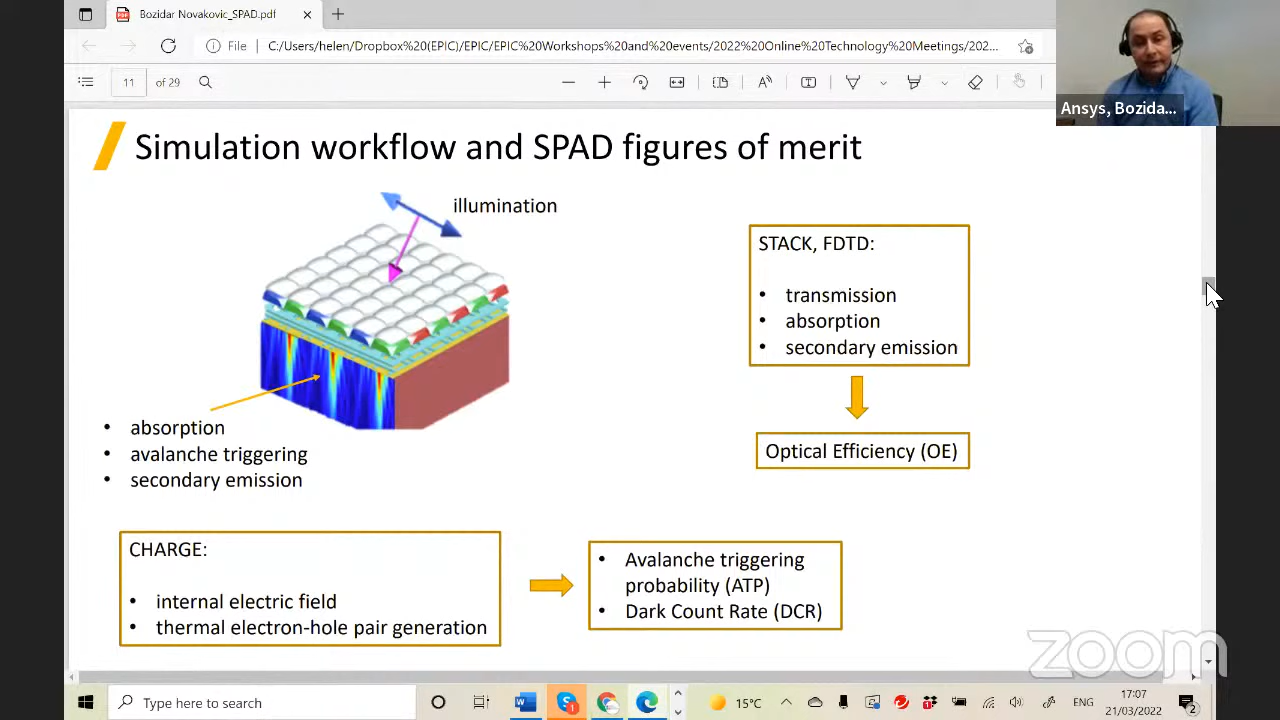 Bozidar Novakovic_SPAD.pdf
File
C:/Users/helen/Dropbox%20(EPIC)/EPIC/EPIC%20Workshops%20and%20events/2022%20Online%20Technology%20Meetings/202...
11 of 29
Ansys, Bozida...
Simulation workflow and SPAD figures of merit
illumination
STACK, FDTD:
• transmission
• absorption
• secondary emission
Optical Efficiency (OE)
• absorption
• avalanche triggering
• secondary emission
CHARGE:
• internal electric field
• thermal electron-hole pair generation
• Avalanche triggering
probability (ATP)
• Dark Count Rate (DCR)
zoom
Type here to search
15°C
ENG
17:07
21/03/2022
2